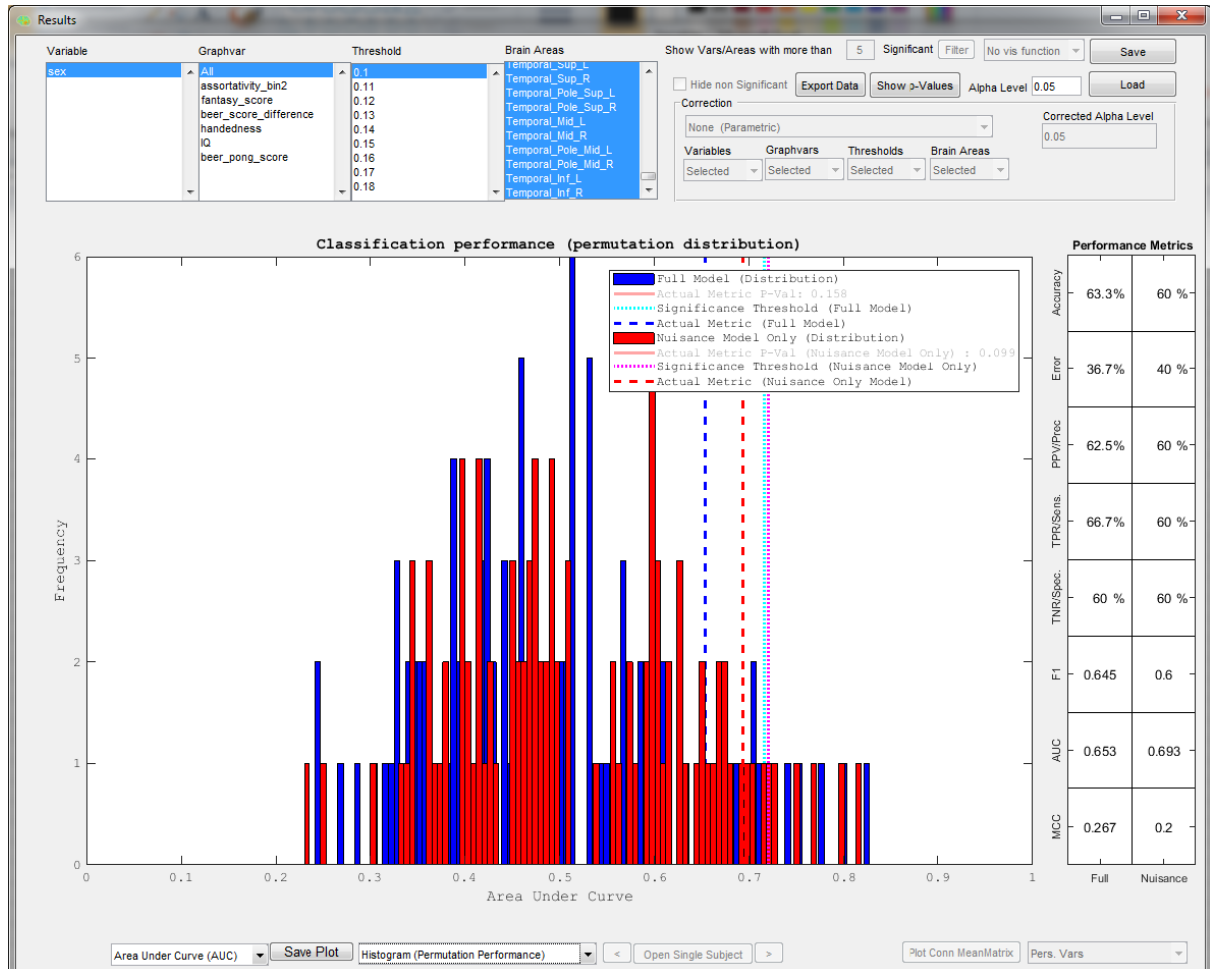 Results
Variable
Graphvar
Threshold
Brain Areas
Show Vars/Areas with more than 5 Significant Filter
No vis function
Save
sex
All
assortativity_bin2
fantasy_score
beer_score_difference
handedness
IQ
beer_pong_score
0.1
0.11
0.12
0.13
0.14
0.15
0.16
0.17
0.18
Temporal_Sup_L
Temporal_Sup_R
Temporal_Pole_Sup_L
Temporal_Pole_Sup_R
Temporal_Mid_L
Temporal_Mid_R
Temporal_Pole_Mid_L
Temporal_Pole_Mid_R
Temporal_Inf_L
Temporal_Inf_R
Hide non Significant
Export Data
Show p-Values
Alpha Level 0.05
Load
Correction
None (Parametric)
Corrected Alpha Level
0.05
Variables
Graphvars
Thresholds
Brain Areas
Selected
Selected
Selected
Selected
Classification performance (permutation distribution)
Full Model (Distribution)
Actual Metric P-Val: 0.158
Significance Threshold (Full Model)
Actual Metric (Full Model)
Nuisance Model Only (Distribution)
Actual Metric P-Val (Nuisance Model Only) : 0.099
Significance Threshold (Nuisance Model Only)
Actual Metric (Nuisance Only Model)
6
5
4
3
2
1
0
Frequency
0 0.1 0.2 0.3 0.4 0.5 0.6 0.7 0.8 0.9 1
Area Under Curve
Performance Metrics
Accuracy 63.3% 60 %
Error 36.7% 40 %
PPV/Prec 62.5% 60 %
TPR/Sens. 66.7% 60 %
TNR/Spec. 60 % 60 %
F1 0.645 0.6
AUC 0.653 0.693
MCC 0.267 0.2
Full Nuisance
Area Under Curve (AUC)
Save Plot
Histogram (Permutation Performance)
<
Open Single Subject
>
Plot Conn MeanMatrix
Pers. Vars